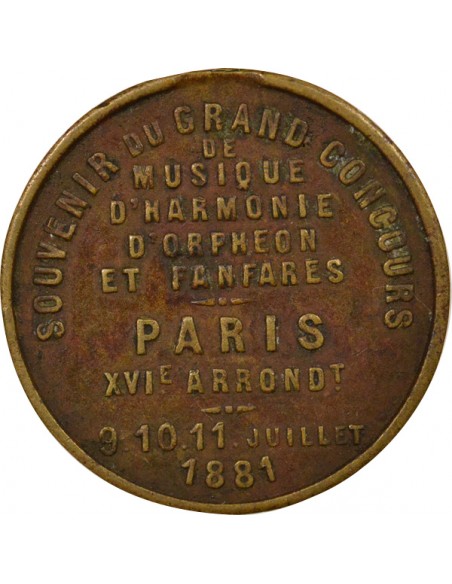 SOUVENIR DU GRAND CONCOURS
DE
MUSIQUE
D'HARMONIE
D'ORPHEON
ET FANFARES
PARIS
XVIE ARRONDT
9.10.11. JUILLET
1881